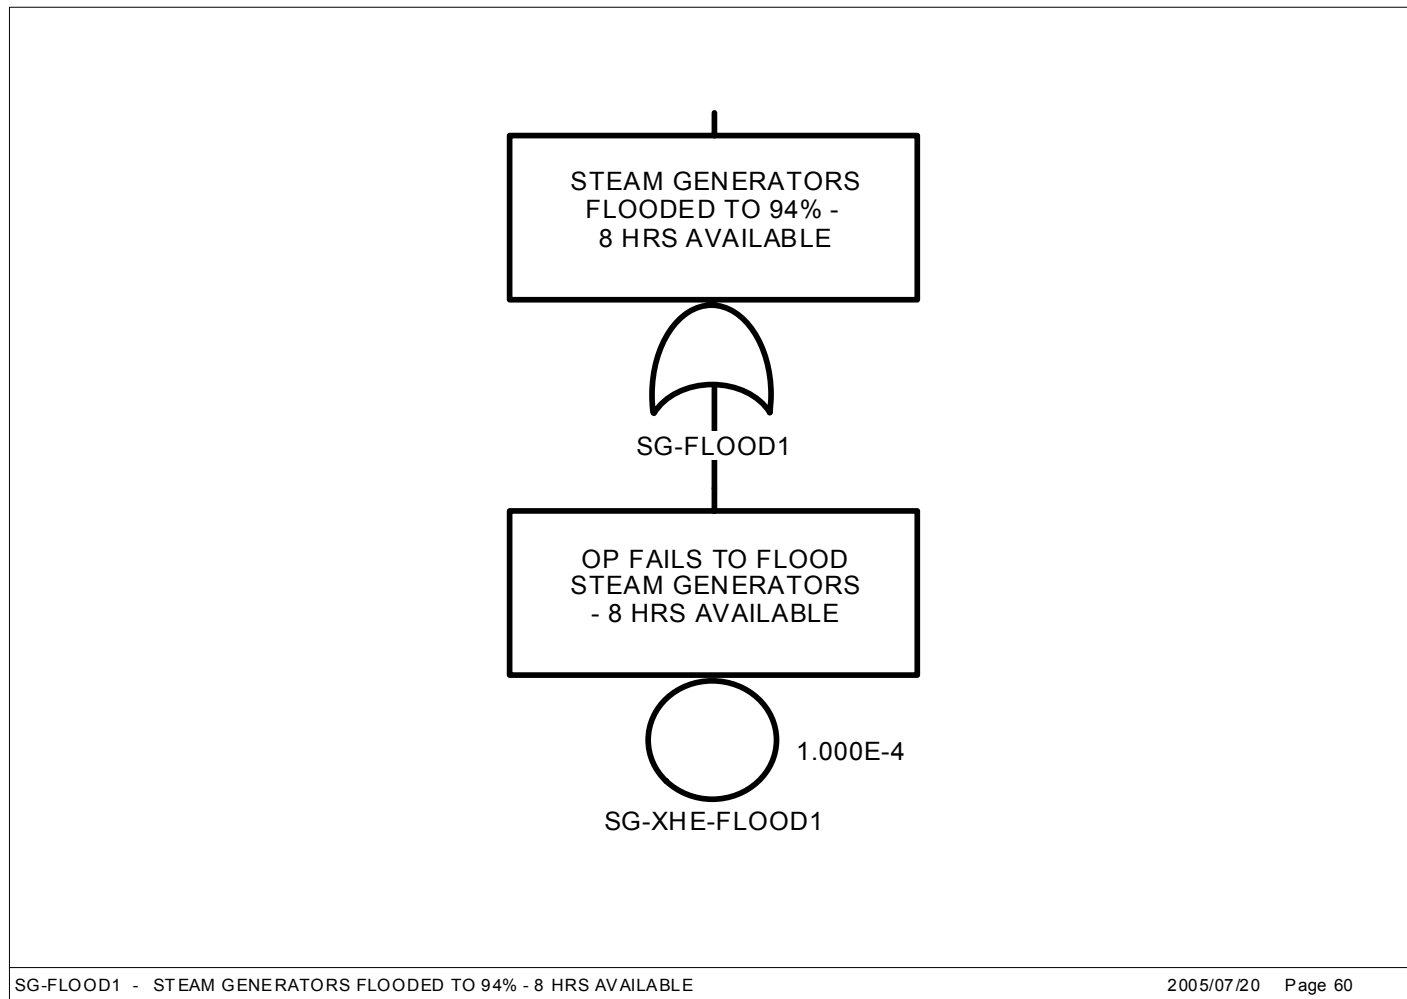 STEAM GENERATORS
FLOODED TO 94% -
8 HRS AVAILABLE
SG-FLOOD1
OP FAILS TO FLOOD
STEAM GENERATORS
- 8 HRS AVAILABLE
1.000E-4
SG-XHE-FLOOD1
SG-FLOOD1 - STEAM GENERATORS FLOODED TO 94% - 8 HRS AVAILABLE 2005/07/20 Page 60